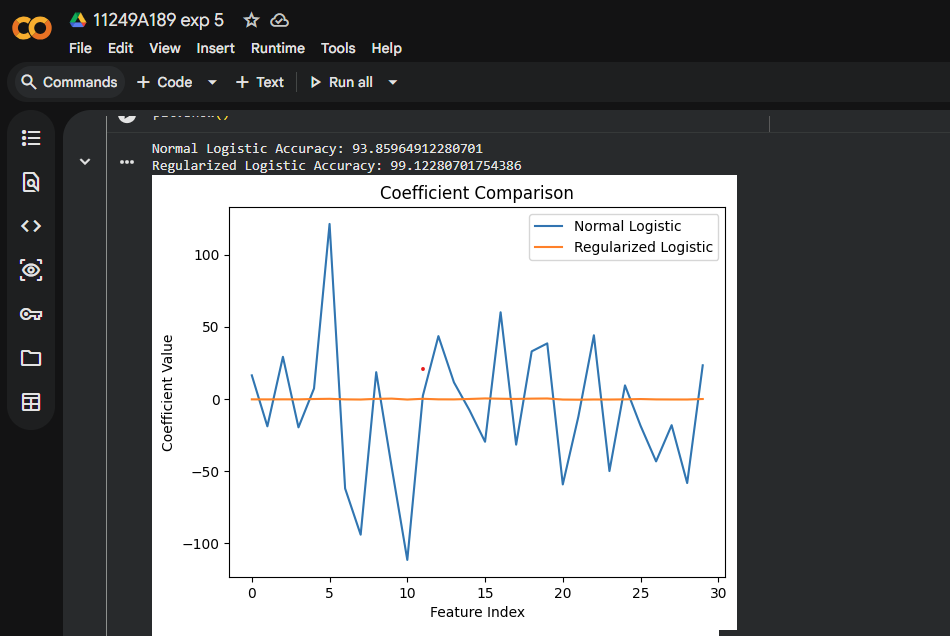 11249A189 exp 5
File Edit View Insert Runtime Tools Help
Commands + Code + Text Run all
Normal Logistic Accuracy: 93.85964912280701
Regularized Logistic Accuracy: 99.12280701754386
Coefficient Comparison
Normal Logistic
Regularized Logistic
100
50
0
−50
−100
Coefficient Value
0 5 10 15 20 25 30
Feature Index